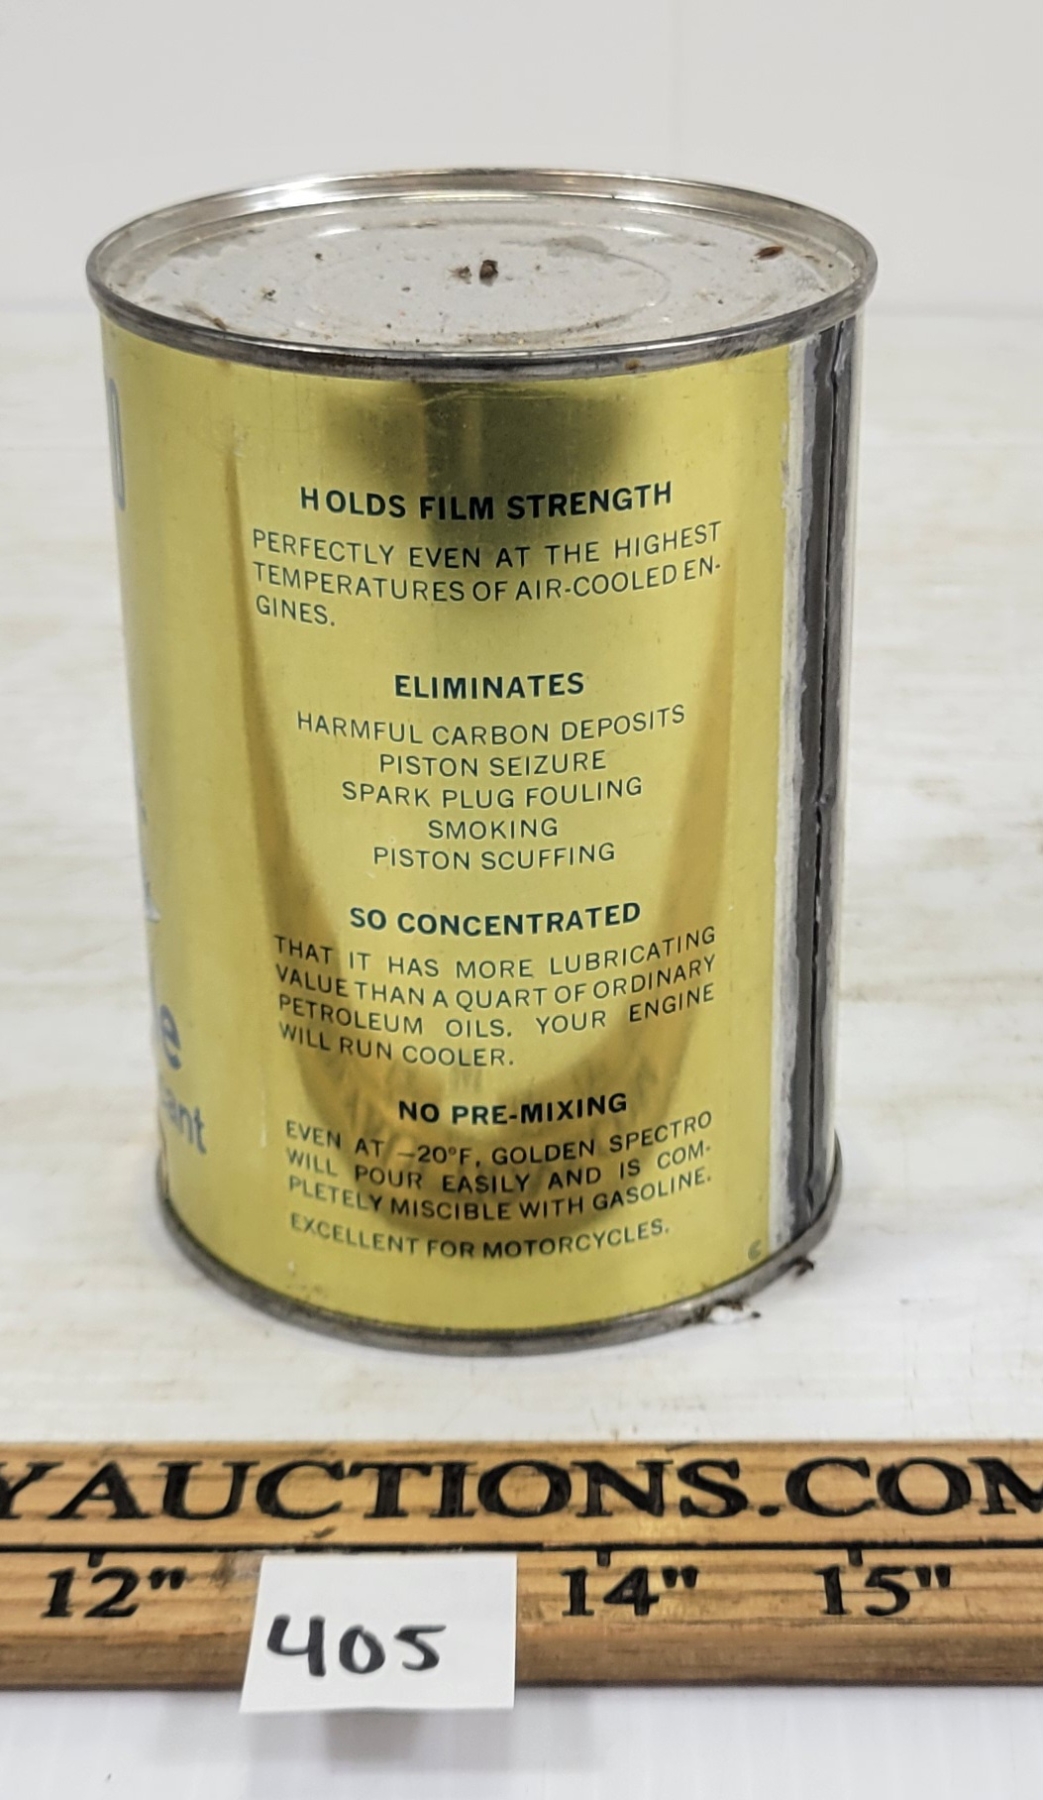 HOLDS FILM STRENGTH
PERFECTLY EVEN AT THE HIGHEST
TEMPERATURES OF AIR-COOLED EN-
GINES.
ELIMINATES
HARMFUL CARBON DEPOSITS
PISTON SEIZURE
SPARK PLUG FOULING
SMOKING
PISTON SCUFFING
SO CONCENTRATED
THAT IT HAS MORE LUBRICATING
VALUE THAN A QUART OF ORDINARY
PETROLEUM OILS. YOUR ENGINE
WILL RUN COOLER.
NO PRE-MIXING
EVEN AT -20°F, GOLDEN SPECTRO
WILL POUR EASILY AND IS COM-
PLETELY MISCIBLE WITH GASOLINE.
EXCELLENT FOR MOTORCYCLES.
YAUCTIONS.COM
12" 14" 15"
405